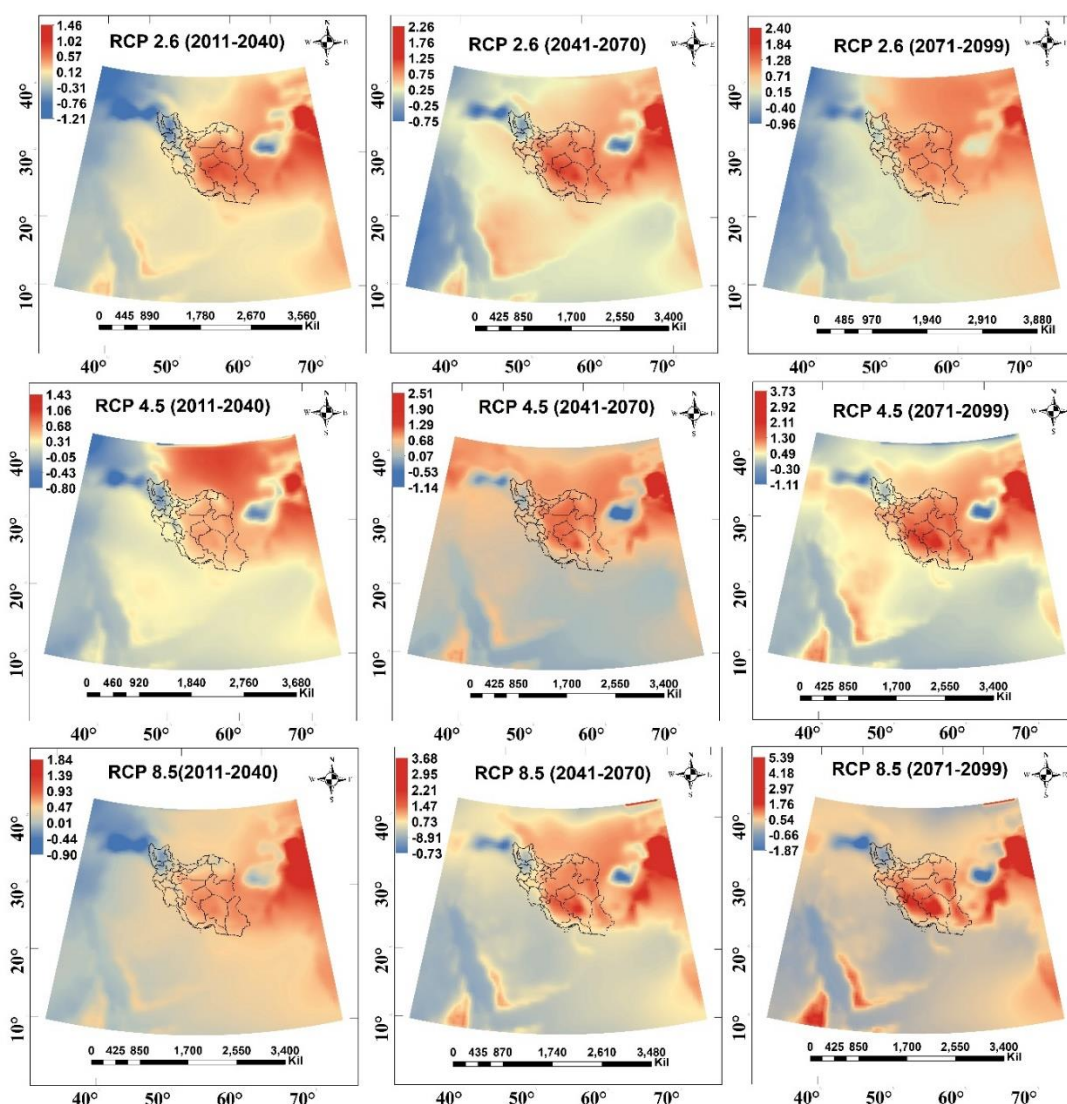 1.46
1.02
0.57
0.12
-0.31
-0.76
-1.21
RCP 2.6 (2011-2040)
N
W
S
40°
30°
20°
10°
0 445 890 1,780 2,670 3,560
Kil
2.26
1.76
1.25
0.75
0.25
-0.25
-0.75
RCP 2.6 (2041-2070)
N
W
S
40°
30°
20°
10°
0 425 850 1,700 2,550 3,400
Kil
2.40
1.84
1.28
0.71
0.15
-0.40
-0.96
RCP 2.6 (2071-2099)
N
W
S
40°
30°
20°
10°
0 485 970 1,940 2,910 3,880
Kil
40° 50° 60° 70°
40° 50° 60° 70°
40° 50° 60° 70°
1.43
1.06
0.68
0.31
-0.05
-0.43
-0.80
RCP 4.5 (2011-2040)
N
W
S
40°
30°
20°
10°
0 460 920 1,840 2,760 3,680
Kil
2.51
1.90
1.29
0.68
0.07
-0.53
-1.14
RCP 4.5 (2041-2070)
N
W
S
40°
30°
20°
10°
0 425 850 1,700 2,550 3,400
Kil
3.73
2.92
2.11
1.30
0.49
-0.30
-1.11
RCP 4.5 (2071-2099)
N
W
S
40°
30°
20°
10°
0 425 850 1,700 2,550 3,400
Kil
40° 50° 60° 70°
40° 50° 60° 70°
40° 50° 60° 70°
1.84
1.39
0.93
0.47
0.01
-0.44
-0.90
RCP 8.5(2011-2040)
N
W
S
40°
30°
20°
10°
0 425 850 1,700 2,550 3,400
Kil
3.68
2.95
2.21
1.47
0.73
-8.91
-0.73
RCP 8.5 (2041-2070)
N
W
S
40°
30°
20°
10°
0 435 870 1,740 2,610 3,480
Kil
5.39
4.18
2.97
1.76
0.54
-0.66
-1.87
RCP 8.5 (2071-2099)
N
W
S
40°
30°
20°
10°
0 425 850 1,700 2,550 3,400
Kil
40° 50° 60° 70°
40° 50° 60° 70°
40° 50° 60° 70°